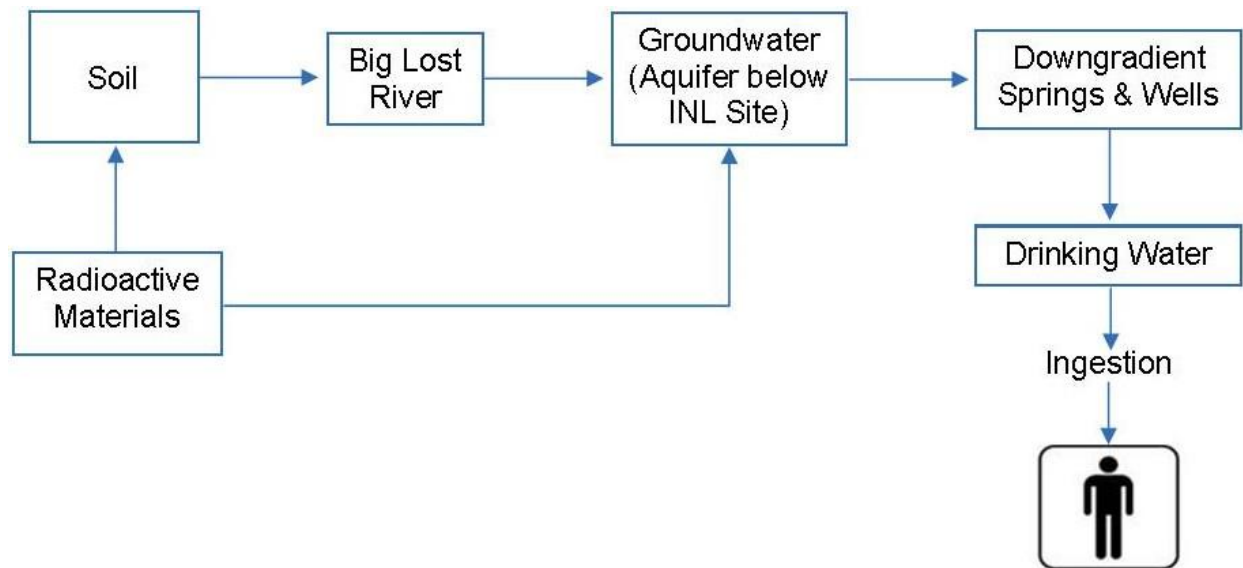 Soil
Big Lost
River
Groundwater
(Aquifer below
INL Site)
Downgradient
Springs & Wells
Radioactive
Materials
Drinking Water
Ingestion